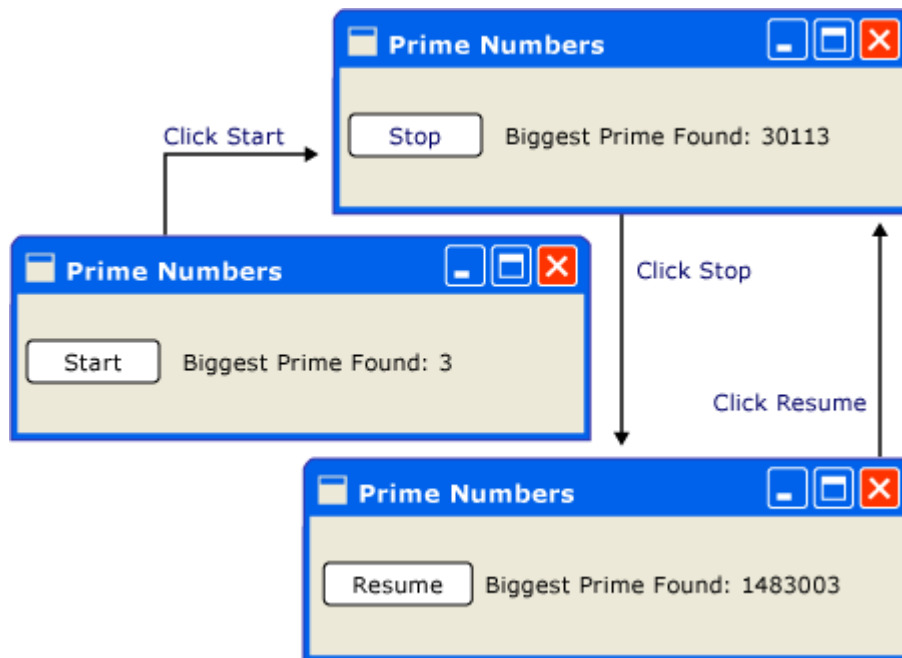 Prime Numbers
Click Start
Stop
Biggest Prime Found: 30113
Prime Numbers
Click Stop
Start
Biggest Prime Found: 3
Click Resume
Prime Numbers
Resume
Biggest Prime Found: 1483003